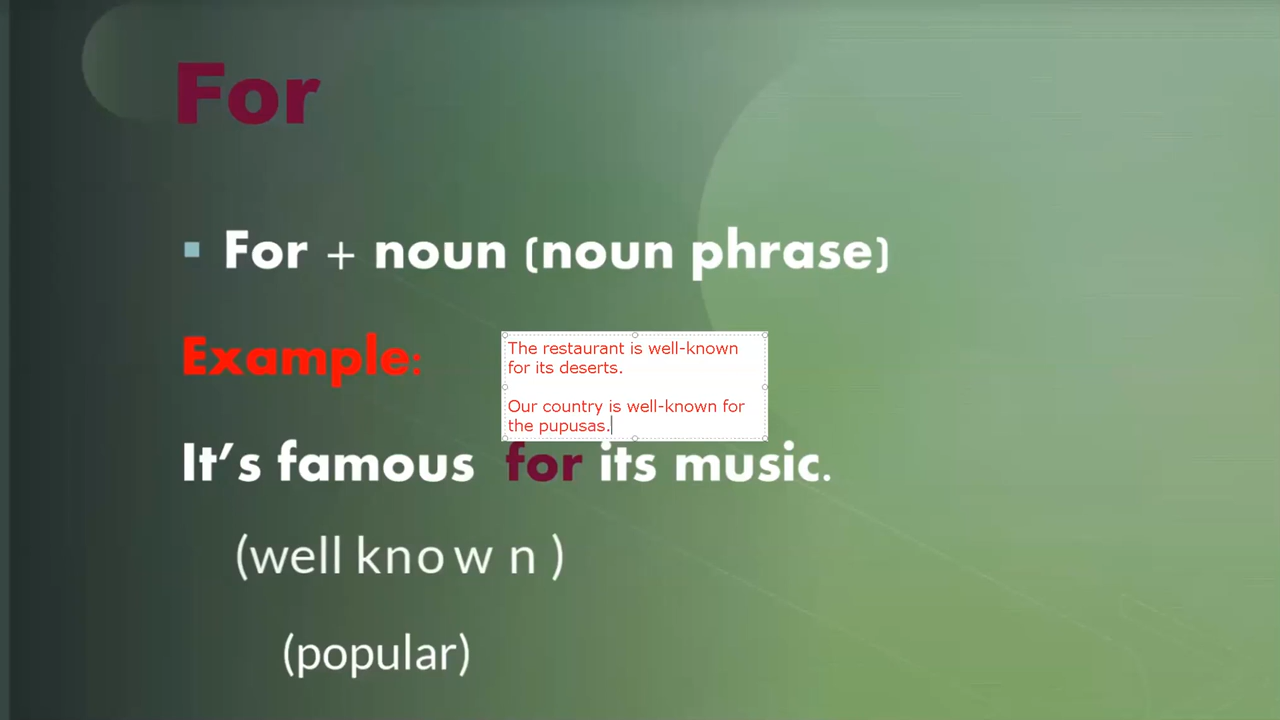 For
For + noun (noun phrase)
Example:
The restaurant is well-known
for its deserts.
Our country is well-known for
the pupusas.
It’s famous for its music.
(well know n )
(popular)